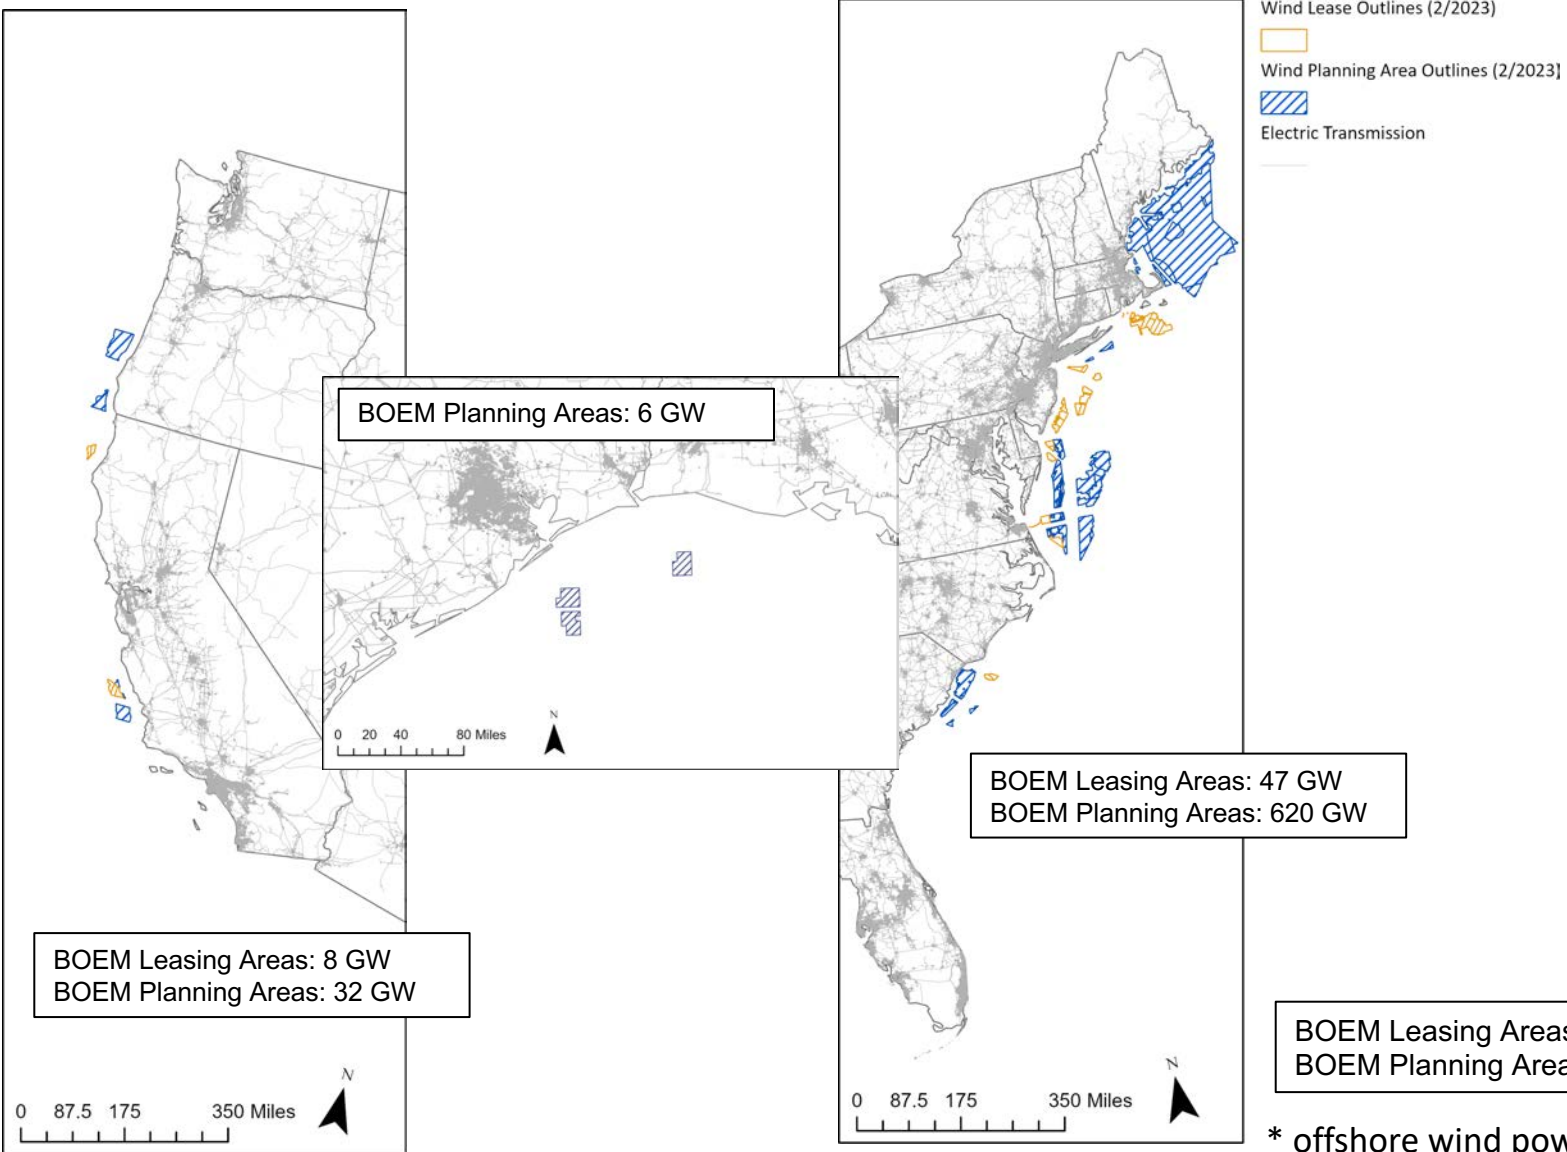 Wind Lease Outlines (2/2023)
Wind Planning Area Outlines (2/2023)
Electric Transmission
BOEM Planning Areas: 6 GW
N
0 20 40 80 Miles
BOEM Leasing Areas: 47 GW
BOEM Planning Areas: 620 GW
BOEM Leasing Areas: 8 GW
BOEM Planning Areas: 32 GW
N
0 87.5 175 350 Miles
N
0 87.5 175 350 Miles
BOEM Leasing Areas
BOEM Planning Area
* offshore wind pow